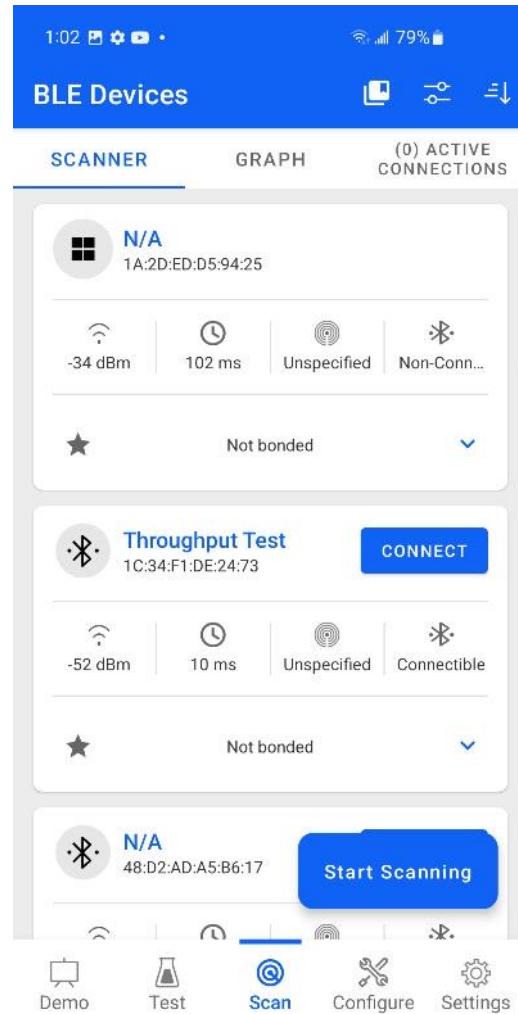 1:02 79%
BLE Devices
SCANNER GRAPH (0) ACTIVE CONNECTIONS
N/A
1A:2D:ED:D5:94:25
-34 dBm 102 ms Unspecified Non-Conn...
Not bonded
Throughput Test CONNECT
1C:34:F1:DE:24:73
-52 dBm 10 ms Unspecified Connectible
Not bonded
N/A
48:D2:AD:A5:B6:17
Start Scanning
Demo Test Scan Configure Settings